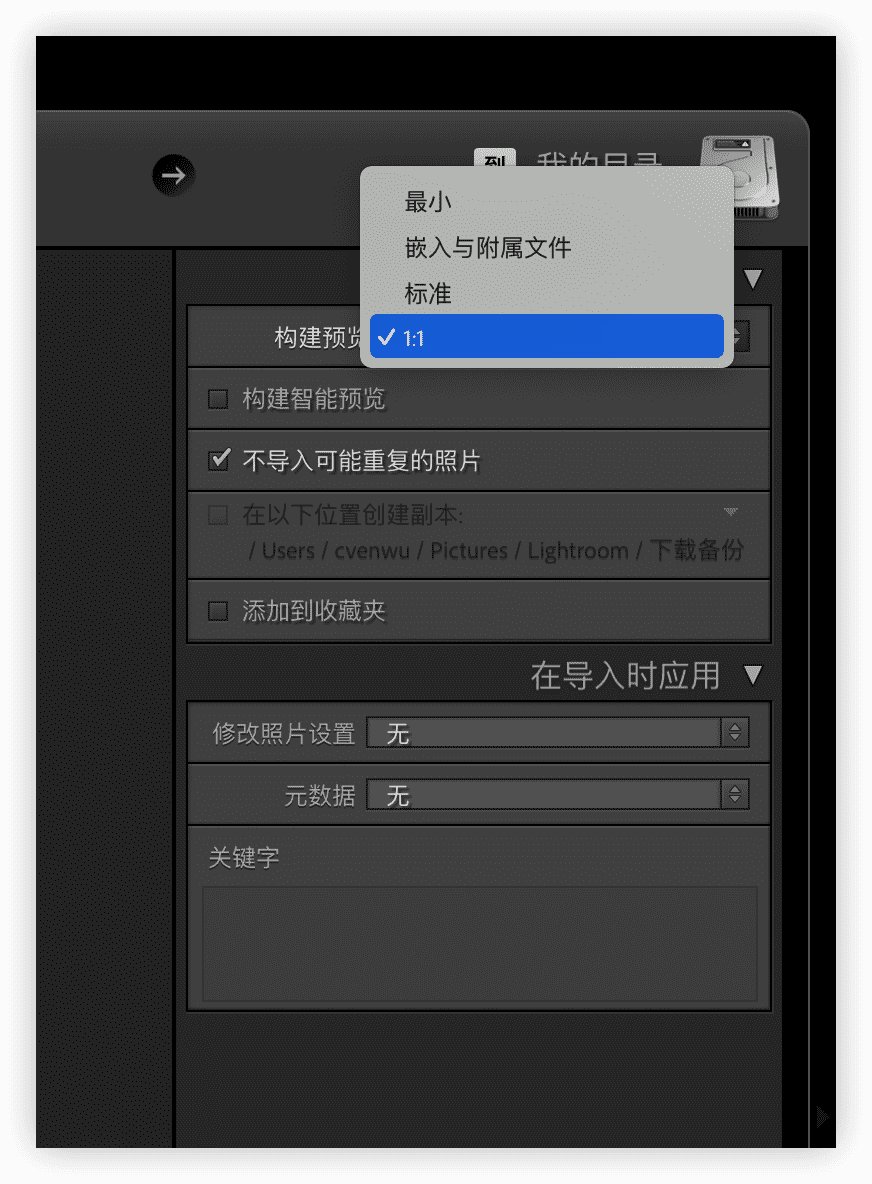 到 我的目录
最小
嵌入与附属文件
标准
构建预览
✓ 1:1
构建智能预览
不导入可能重复的照片
在以下位置创建副本:
/ Users / cvenwu / Pictures / Lightroom / 下载备份
添加到收藏夹
在导入时应用
修改照片设置 无
元数据 无
关键字